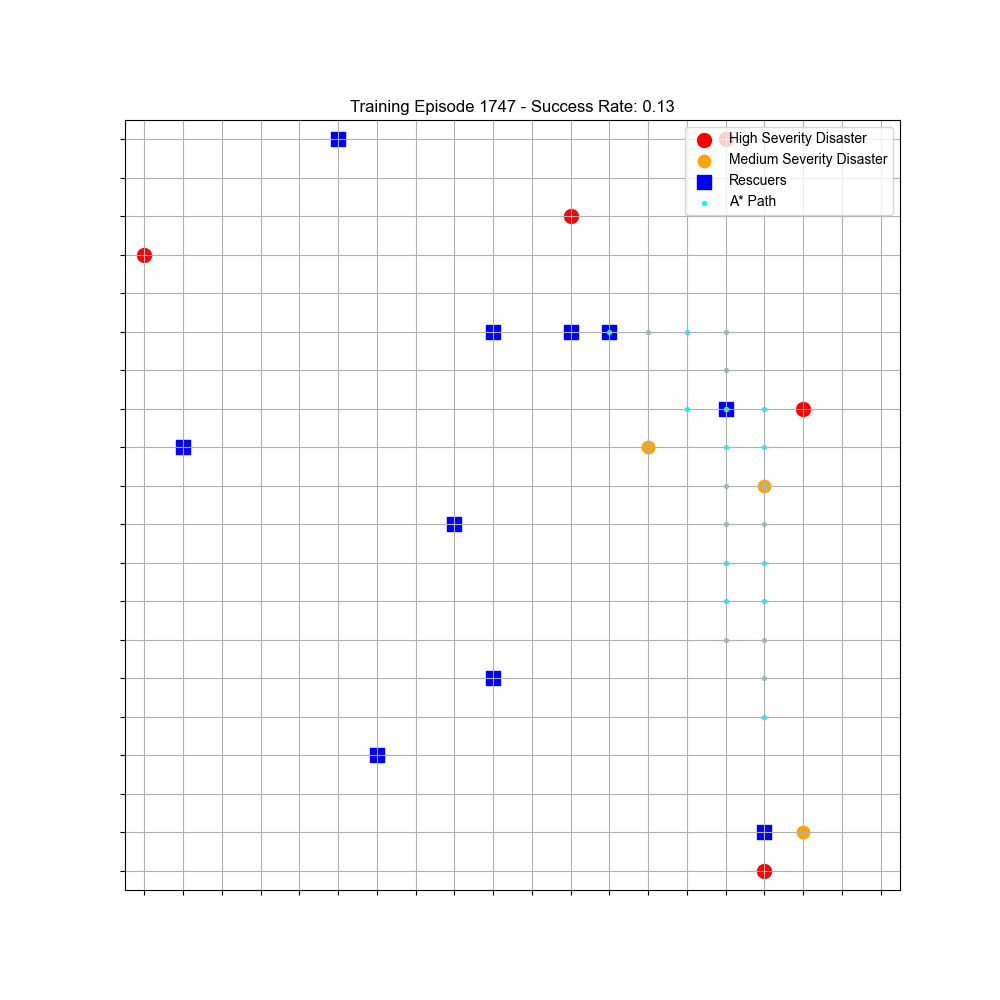 Training Episode 1747 - Success Rate: 0.13
High Severity Disaster
Medium Severity Disaster
Rescuers
A* Path